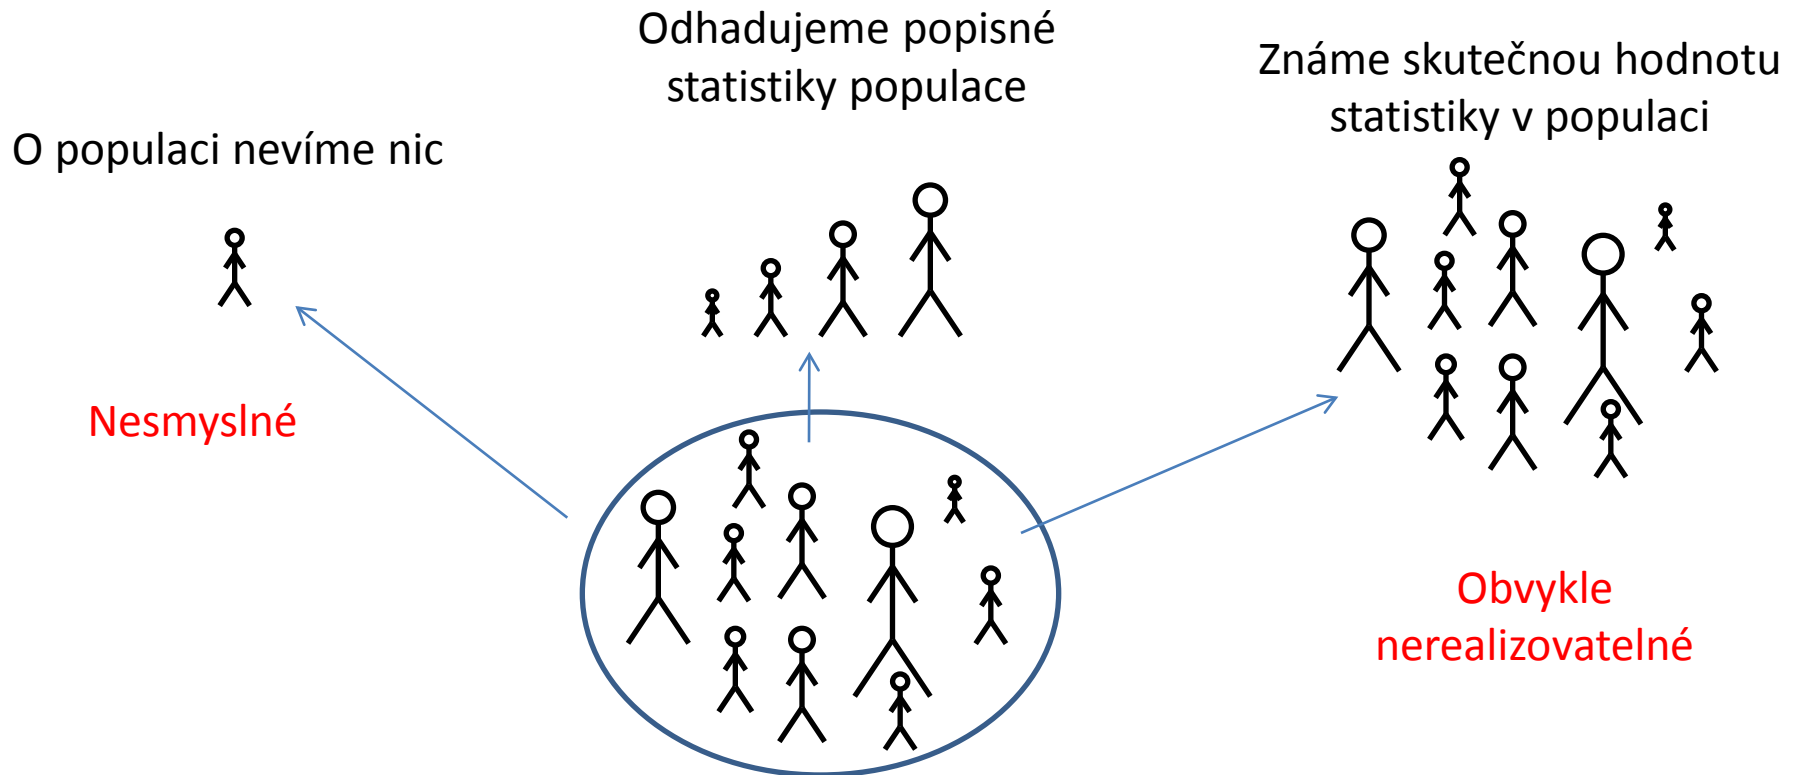 O populaci nevíme nic
Nesmyslné
Odhadujeme popisné
statistiky populace
Známe skutečnou hodnotu
statistiky v populaci
Obvykle
nerealizovatelné